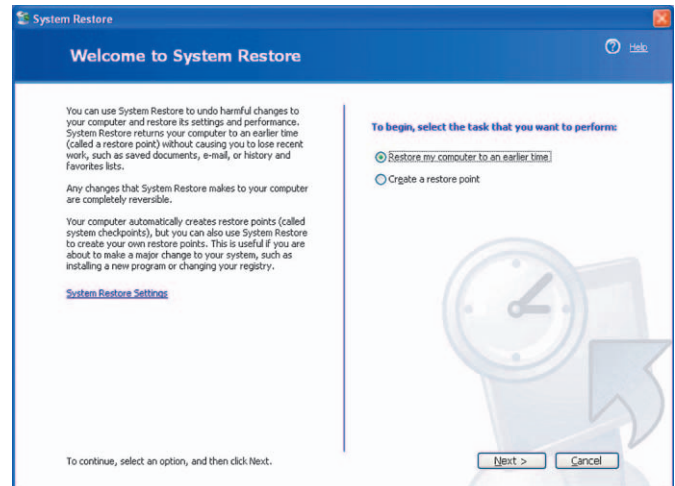 System Restore
Welcome to System Restore
Help
You can use System Restore to undo harmful changes to
your computer and restore its settings and performance.
System Restore returns your computer to an earlier time
(called a restore point) without causing you to lose recent
work, such as saved documents, e-mail, or history and
favorites lists.
Any changes that System Restore makes to your computer
are completely reversible.
Your computer automatically creates restore points (called
system checkpoints), but you can also use System Restore
to create your own restore points. This is useful if you are
about to make a major change to your system, such as
installing a new program or changing your registry.
System Restore Settings
To begin, select the task that you want to perform:
Restore my computer to an earlier time
Create a restore point
To continue, select an option, and then click Next.
Next >
Cancel